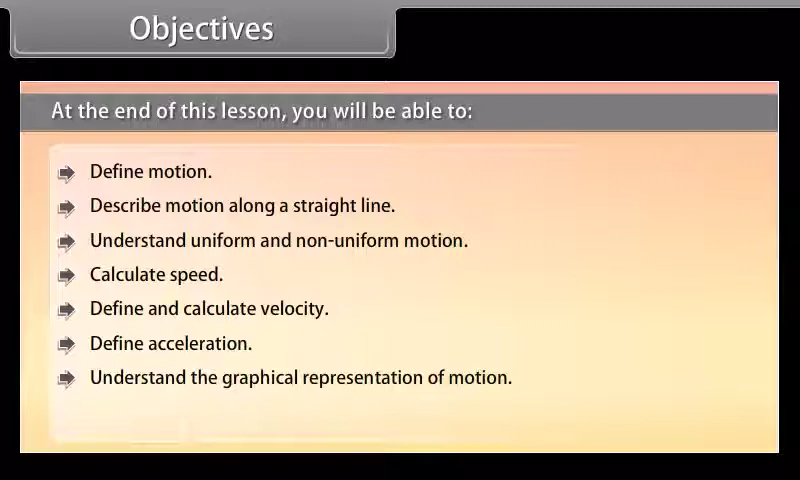 Objectives
At the end of this lesson, you will be able to:
Define motion.
Describe motion along a straight line.
Understand uniform and non-uniform motion.
Calculate speed.
Define and calculate velocity.
Define acceleration.
Understand the graphical representation of motion.